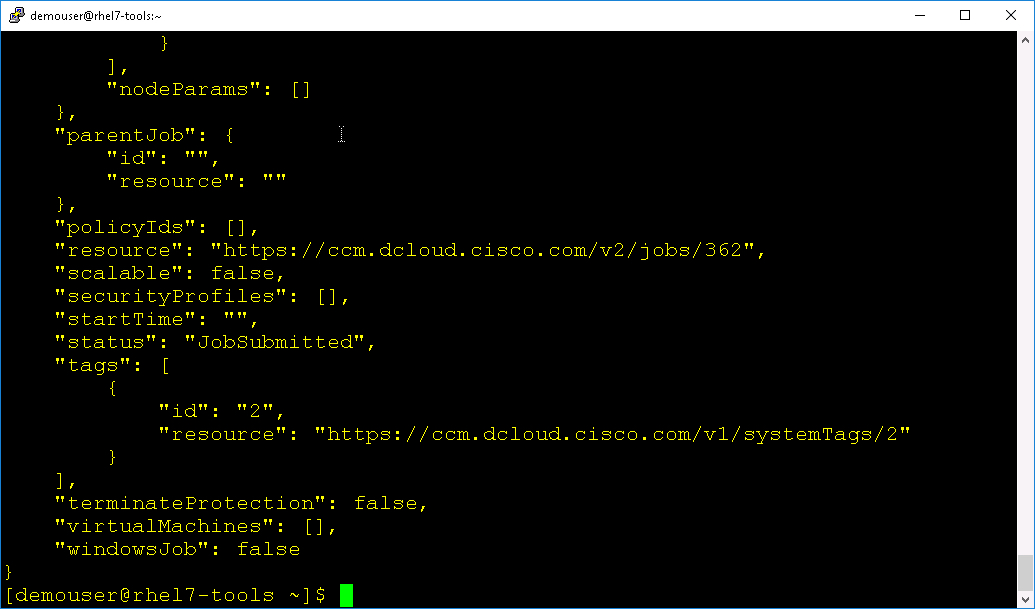 demouser@rhel7-tools:~
            }
        ],
        "nodeParams": []
    },
    "parentJob": {
        "id": "",
        "resource": ""
    },
    "policyIds": [],
    "resource": "https://ccm.dcloud.cisco.com/v2/jobs/362",
    "scalable": false,
    "securityProfiles": [],
    "startTime": "",
    "status": "JobSubmitted",
    "tags": [
        {
            "id": "2",
            "resource": "https://ccm.dcloud.cisco.com/v1/systemTags/2"
        }
    ],
    "terminateProtection": false,
    "virtualMachines": [],
    "windowsJob": false
}
[demouser@rhel7-tools ~]$